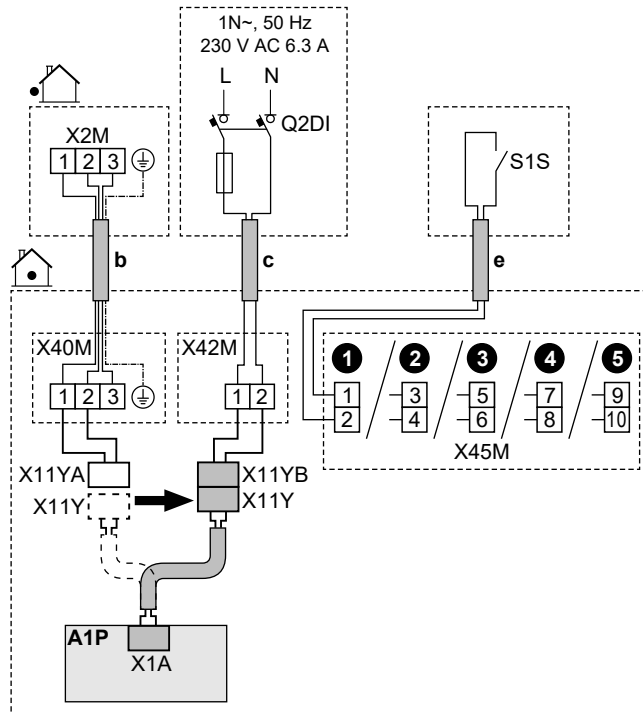 1N~, 50 Hz
230 V AC 6.3 A
L N
Q2DI
X2M
1 2 3
S1S
b
c
e
X40M
1 2 3
X42M
1 2
1 2 3 4 5
1 3 5 7 9
2 4 6 8 10
X45M
X11YA
X11YB
X11Y
X11Y
A1P
X1A